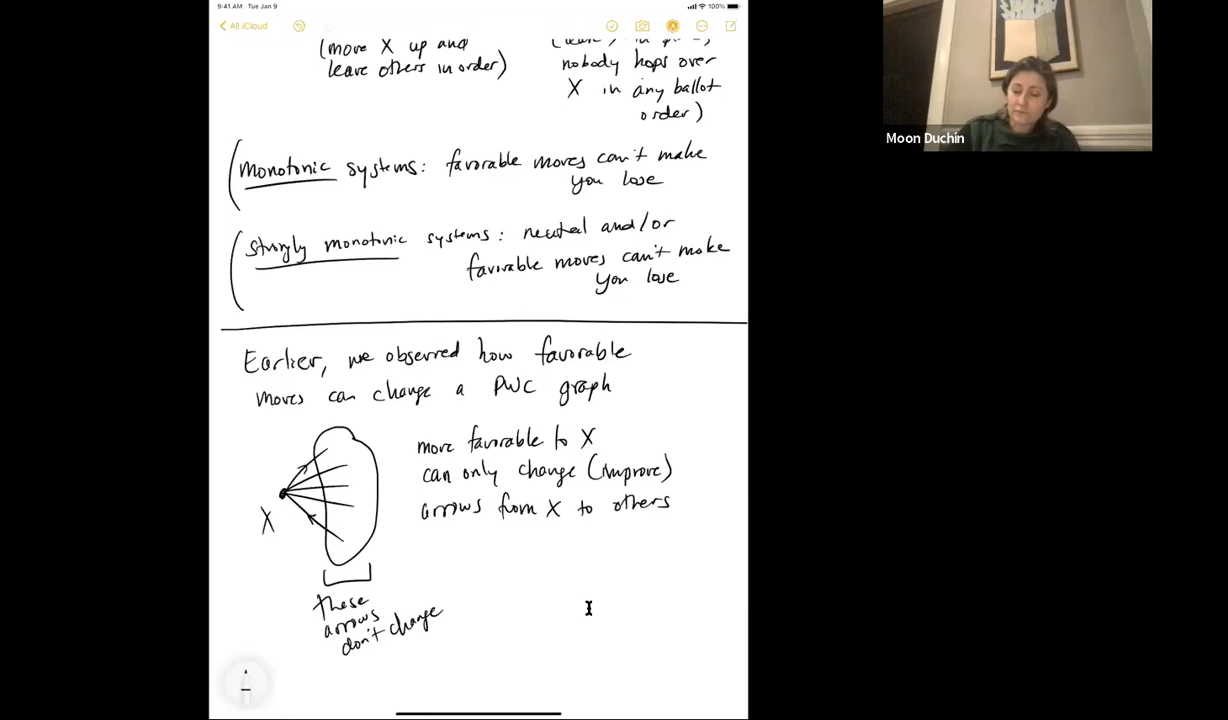 9:41 AM Tue Jan 9
100%
All iCloud
(move X up and
leave others in order)
nobody hops over
X in any ballot
order)
monotonic systems: favorable moves can't make
you lose
strongly monotonic systems: neutral and/or
favorable moves can't make
you lose
Earlier, we observed how favorable
moves can change a PWC graph
X
these
arrows
don't change
more favorable to X
can only change (improve)
arrows from X to others
Moon Duchin